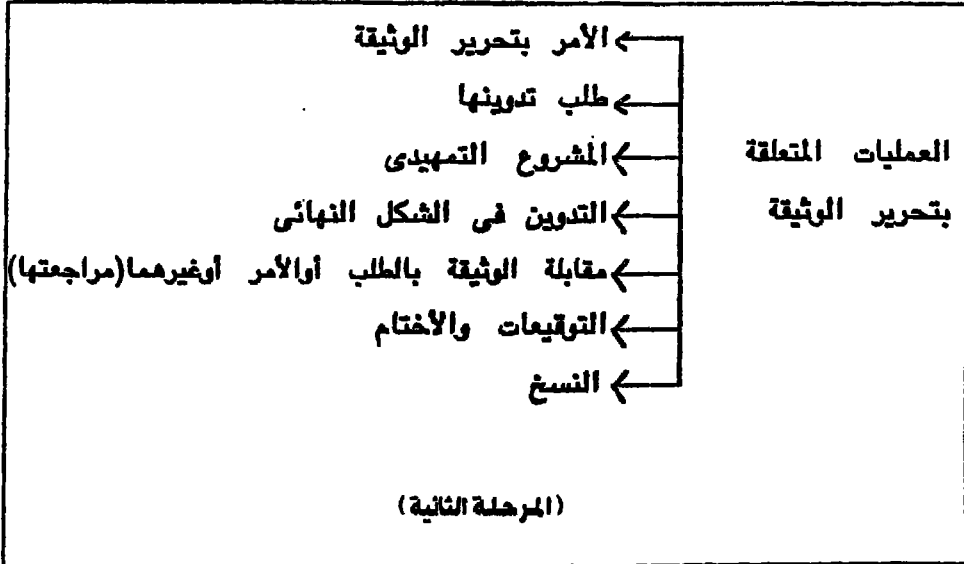 الأمر بتحرير الوثيقة
طلب تدوينها
العمليات المتعلقة
المشروع التمهيدى
بتحرير الوثيقة
التدوين فى الشكل النهائى
مقابلة الوثيقة بالطلب أوالأمر أوغيرهما(مراجعتها)
التوقيعات والأختام
النسخ
(المرحلة الثانية)